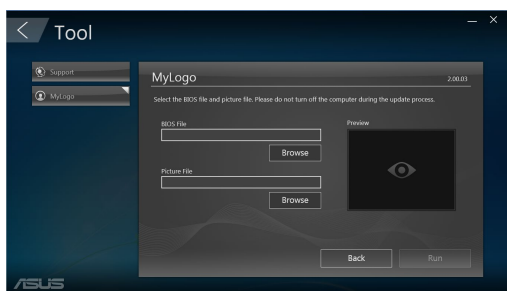 Tool
Support
MyLogo
MyLogo
2.00.03
Select the BIOS file and picture file. Please do not turn off the computer during the update process.
BIOS File
Preview
Browse
Picture File
Browse
Back
Run
ASUS